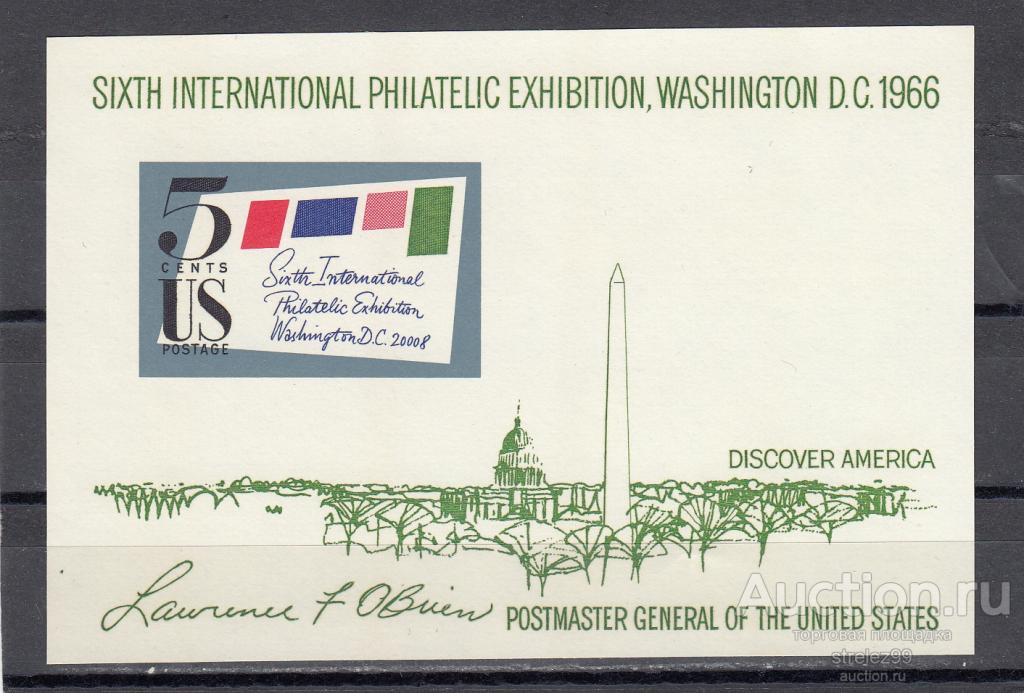 SIXTH INTERNATIONAL PHILATELIC EXHIBITION, WASHINGTON D.C. 1966
5
CENTS
US
POSTAGE
Sixth International
Philatelic Exhibition
Washington D.C. 20008
DISCOVER AMERICA
Lawrence F O'Brien
POSTMASTER GENERAL OF THE UNITED STATES
Auction.ru
торговая площадка
strelez99
auction.ru